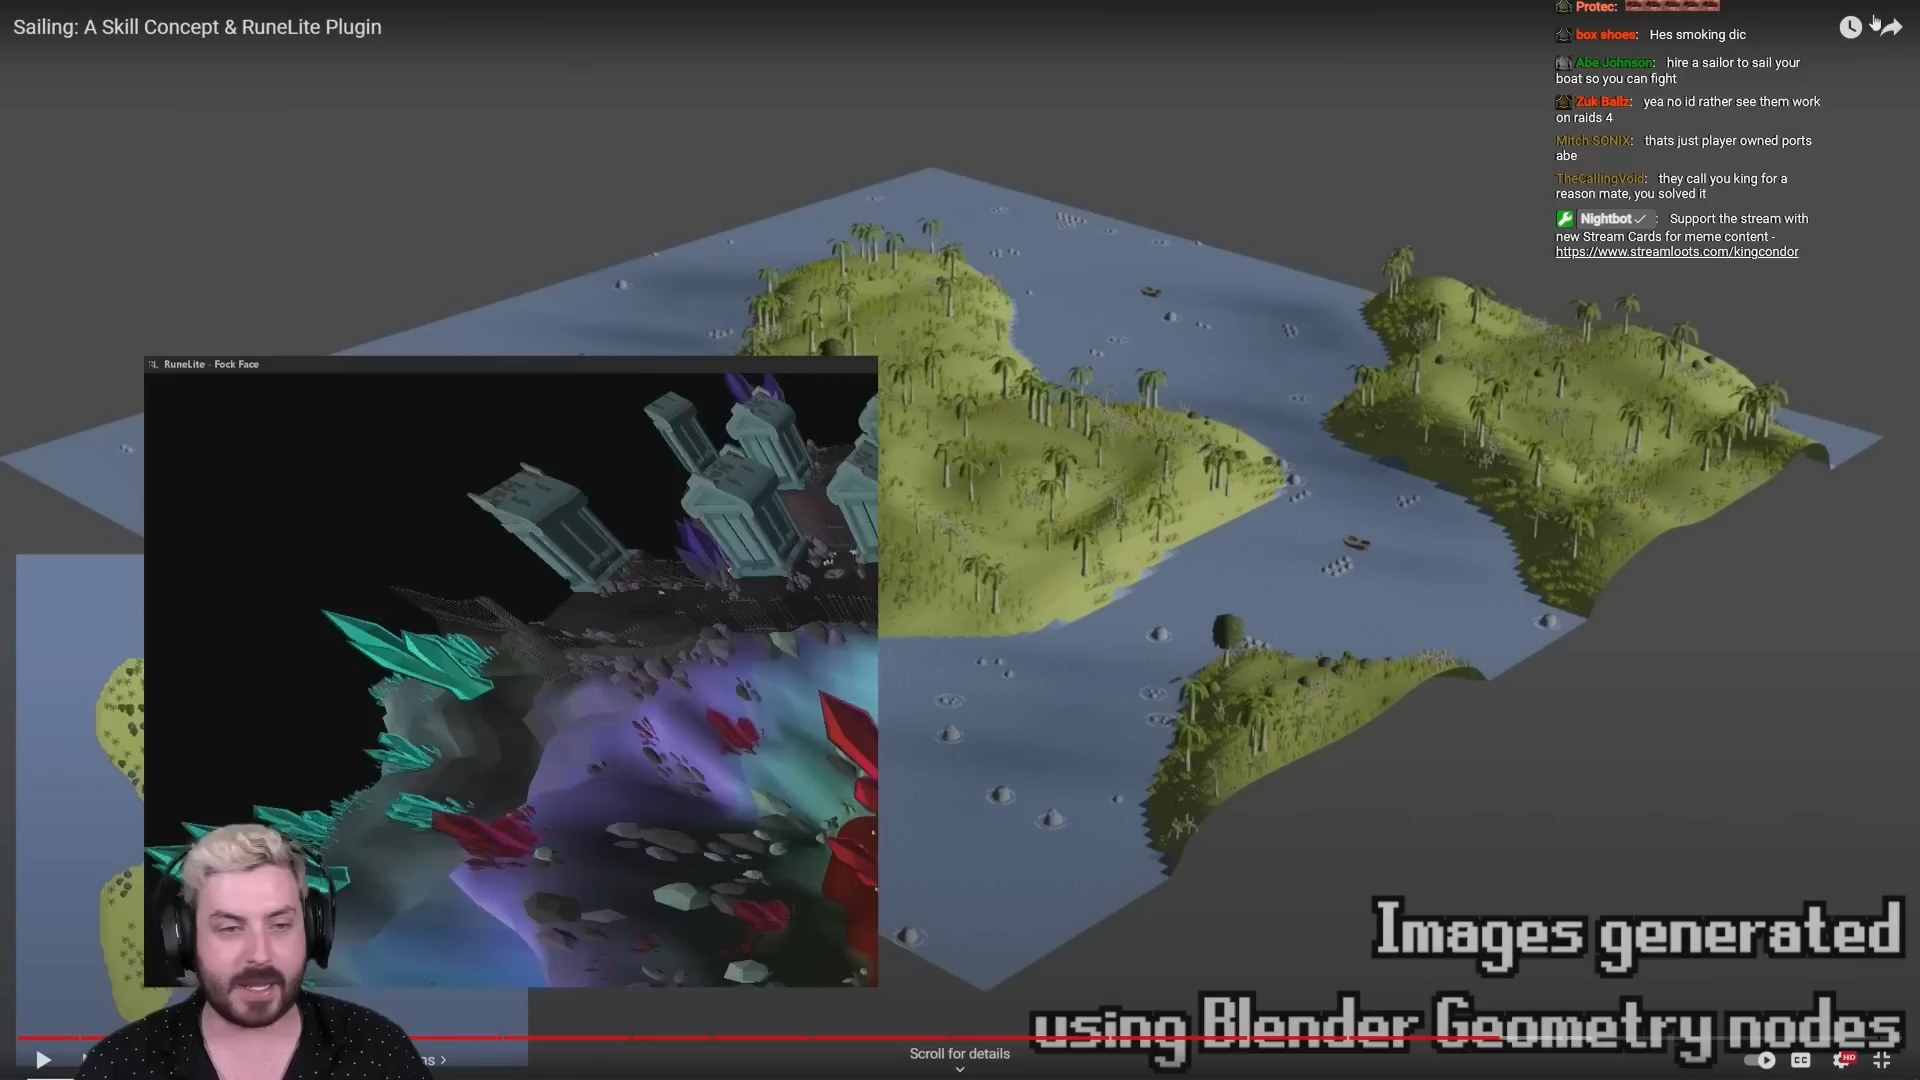 Sailing: A Skill Concept & RuneLite Plugin
Protec:
box shoes: Hes smoking dic
Abe Johnson: hire a sailor to sail your
boat so you can fight
Zuk Ballz: yea no id rather see them work
on raids 4
Mitch SONIX: thats just player owned ports
abe
TheCallingVoid: they call you king for a
reason mate, you solved it
Nightbot: Support the stream with
new Stream Cards for meme content -
https://www.streamloots.com/kingcondor
RuneLite - Fock Face
Images generated
using Blender Geometry nodes
ns >
Scroll for details
CC
HD